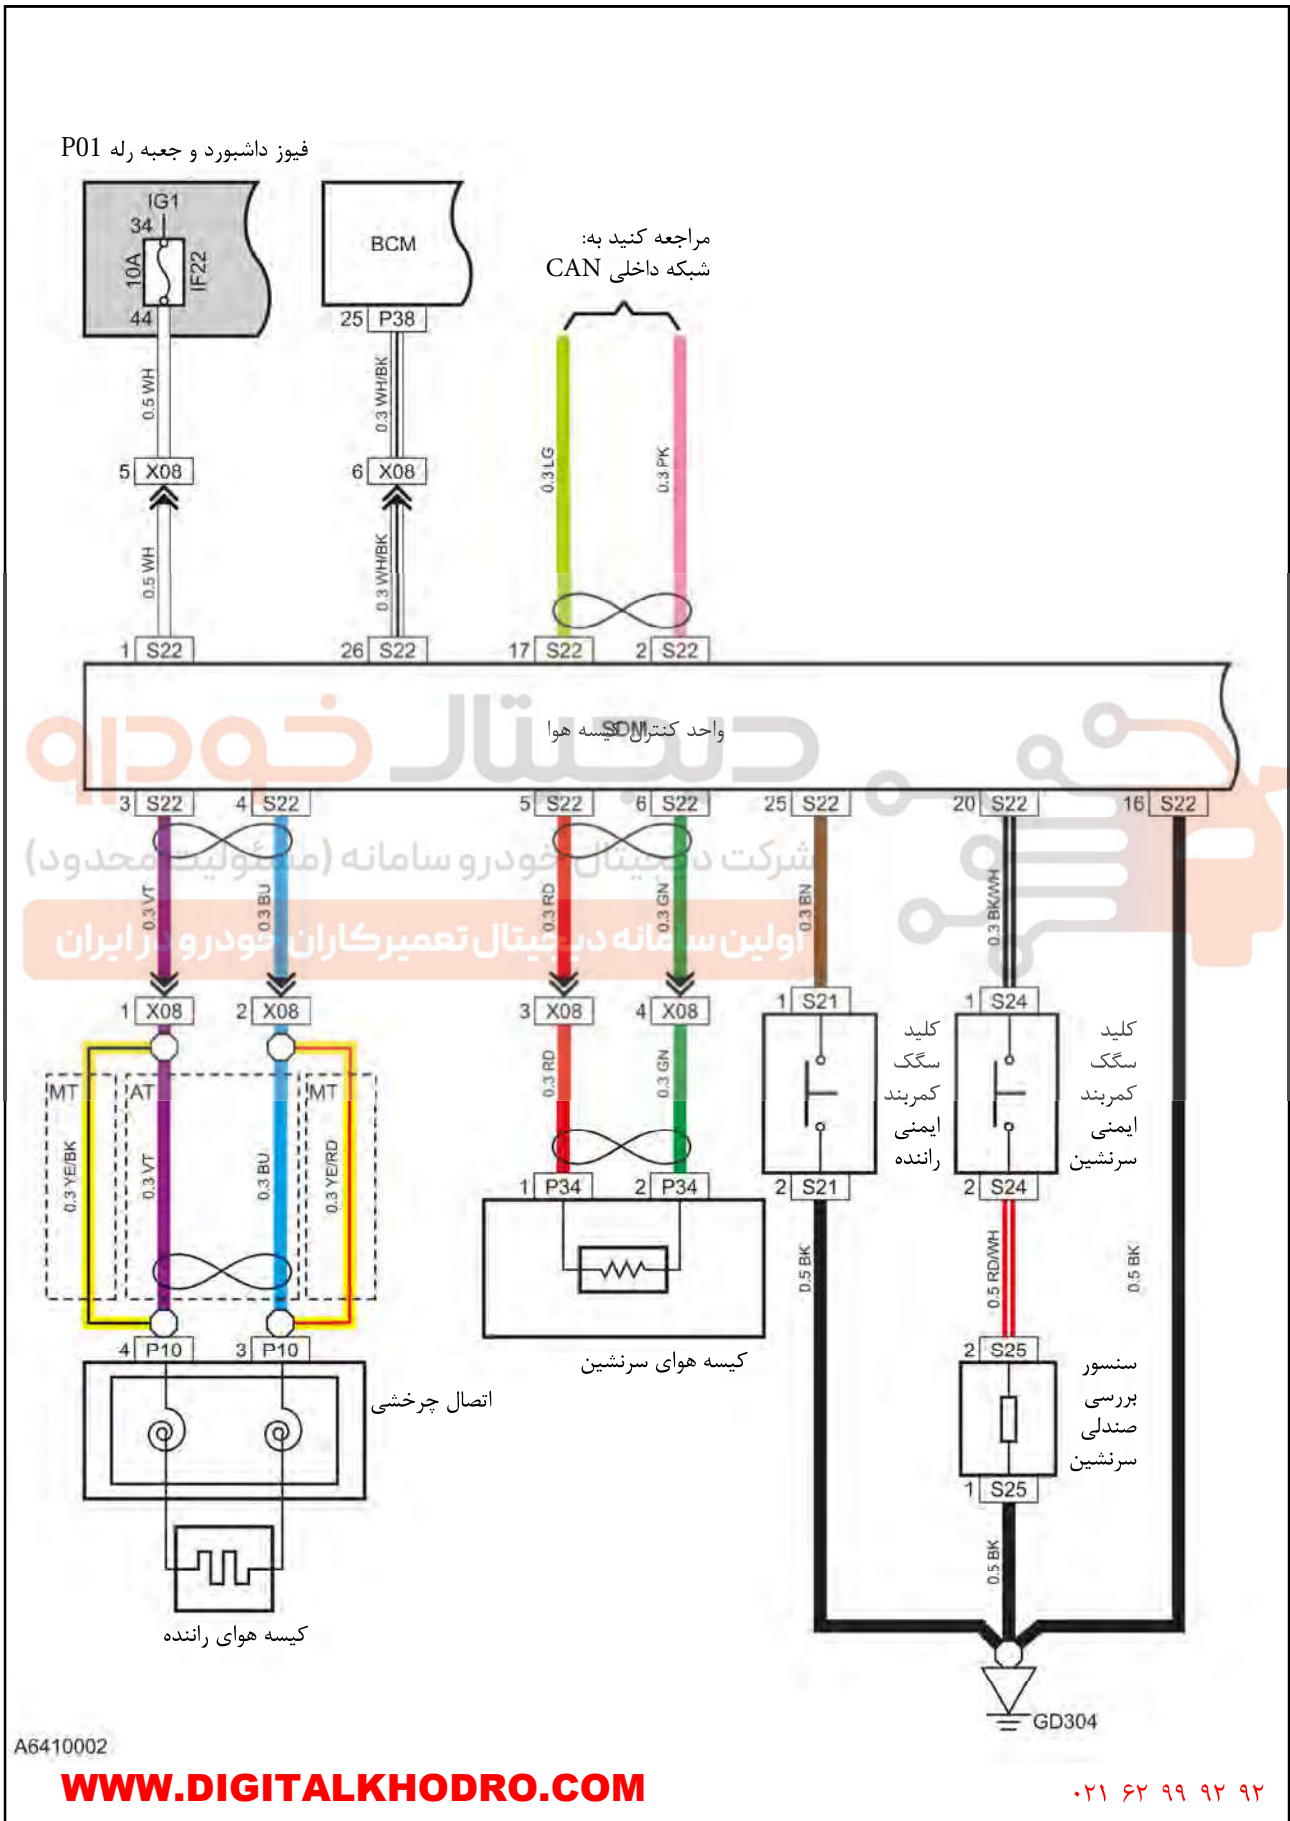 فیوز داشبورد و جعبه رله P01
IG1
34
10A
IF22
44
BCM
25 P38
مراجعه کنید به:
شبکه داخلی CAN
0.5 WH
0.3 WH/BK
0.3 LG
0.3 PK
5 X08
6 X08
0.5 WH
0.3 WH/BK
1 S22
26 S22
17 S22
2 S22
واحد کنترل کیسه هوا
SDM
دیجیتال خودرو
3 S22
4 S22
5 S22
6 S22
25 S22
20 S22
16 S22
شرکت دیجیتال خودرو سامانه (مسئولیت محدود)
اولین سامانه دیجیتال تعمیرکاران خودرو در ایران
0.3 VT
0.3 BU
0.3 RD
0.3 GN
0.3 BN
0.3 BK/WH
1 X08
2 X08
3 X08
4 X08
1 S21
1 S24
کلید
سگک
کمربند
ایمنی
راننده
کلید
سگک
کمربند
ایمنی
سرنشین
MT
AT
MT
0.3 YE/BK
0.3 VT
0.3 BU
0.3 YE/RD
0.3 RD
0.3 GN
1 P34
2 P34
2 S21
2 S24
0.5 BK
0.5 RD/WH
0.5 BK
4 P10
3 P10
کیسه هوای سرنشین
2 S25
سنسور
بررسی
صندلی
سرنشین
اتصال چرخشی
1 S25
0.5 BK
کیسه هوای راننده
GD304
A6410002
WWW.DIGITALKHODRO.COM
۰۲۱ ۶۲ ۹۹ ۹۲ ۹۲